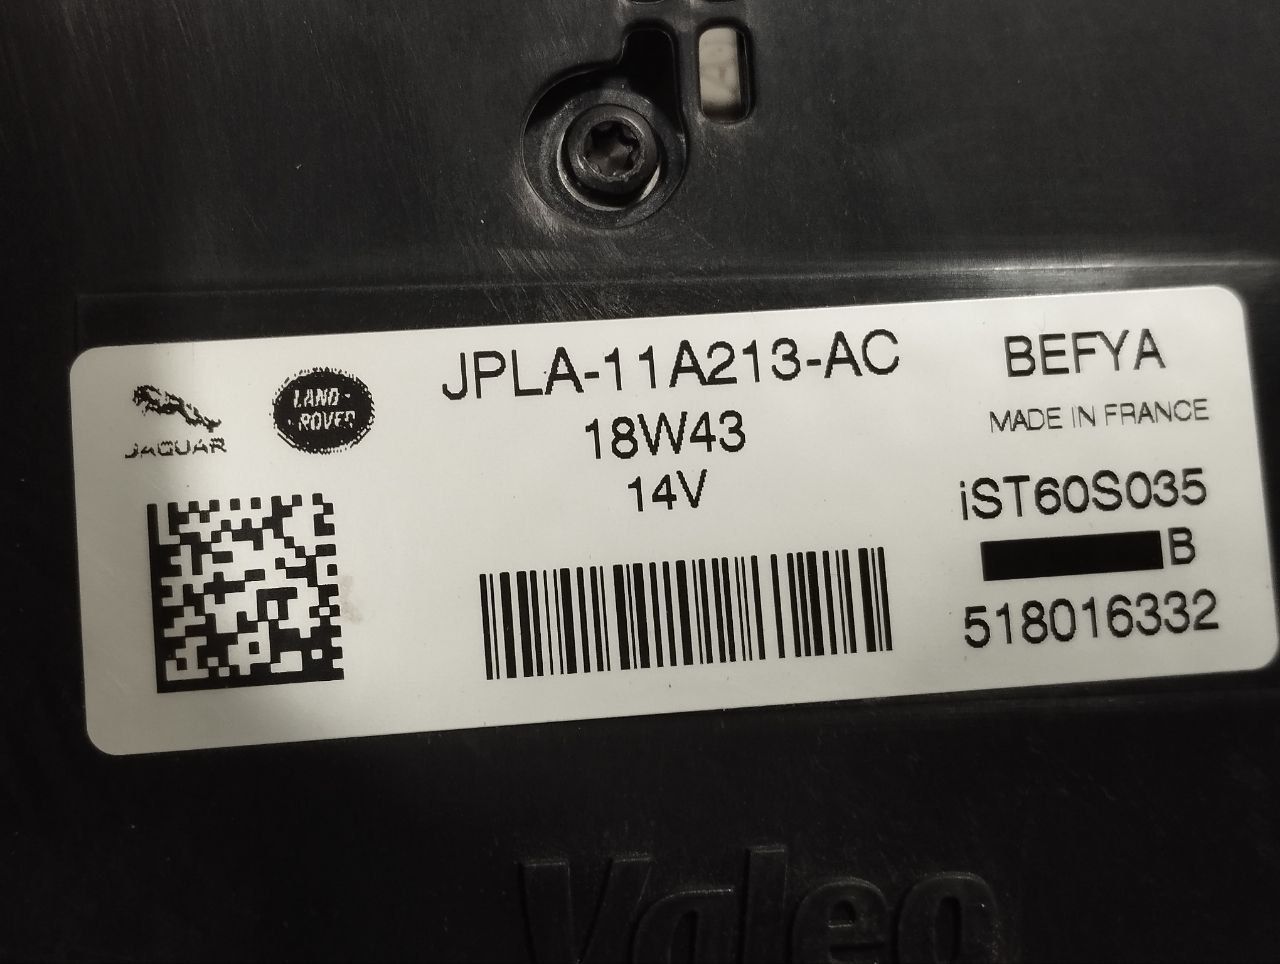 JAGUAR
LAND-
-ROVER
JPLA-11A213-AC
18W43
14V
BEFYA
MADE IN FRANCE
iST60S035
B
518016332
Valeo